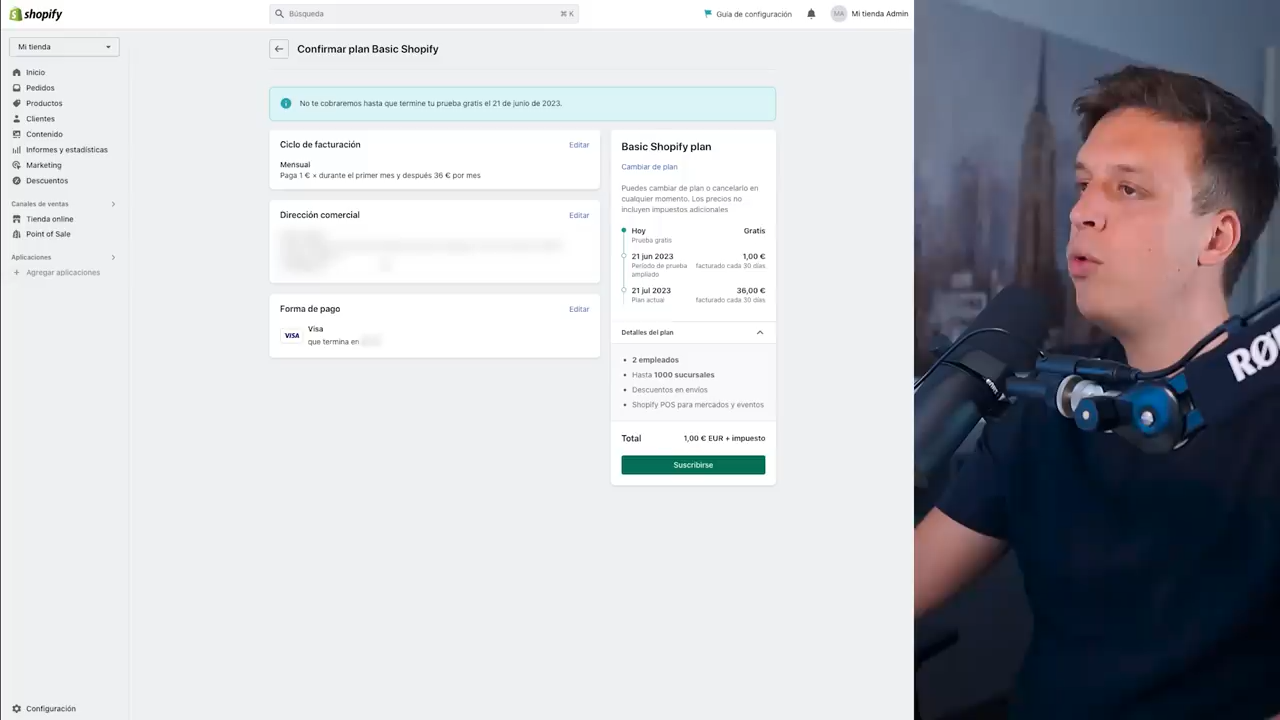 shopify
Búsqueda
⌘ K
Guía de configuración
MA
Mi tienda Admin
Mi tienda
Inicio
Pedidos
Productos
Clientes
Contenido
Informes y estadísticas
Marketing
Descuentos
Canales de ventas
Tienda online
Point of Sale
Aplicaciones
Agregar aplicaciones
Configuración
Confirmar plan Basic Shopify
No te cobraremos hasta que termine tu prueba gratis el 21 de junio de 2023.
Ciclo de facturación
Editar
Mensual
Paga 1 € × durante el primer mes y después 36 € por mes
Dirección comercial
Editar
Forma de pago
Editar
VISA
Visa
que termina en
Basic Shopify plan
Cambiar de plan
Puedes cambiar de plan o cancelarlo en
cualquier momento. Los precios no
incluyen impuestos adicionales
Hoy Gratis
Prueba gratis
21 jun 2023 1,00 €
Período de prueba facturado cada 30 días
ampliado
21 jul 2023 36,00 €
Plan actual facturado cada 30 días
Detalles del plan
• 2 empleados
• Hasta 1000 sucursales
• Descuentos en envíos
• Shopify POS para mercados y eventos
Total 1,00 € EUR + impuesto
Suscribirse
RØ